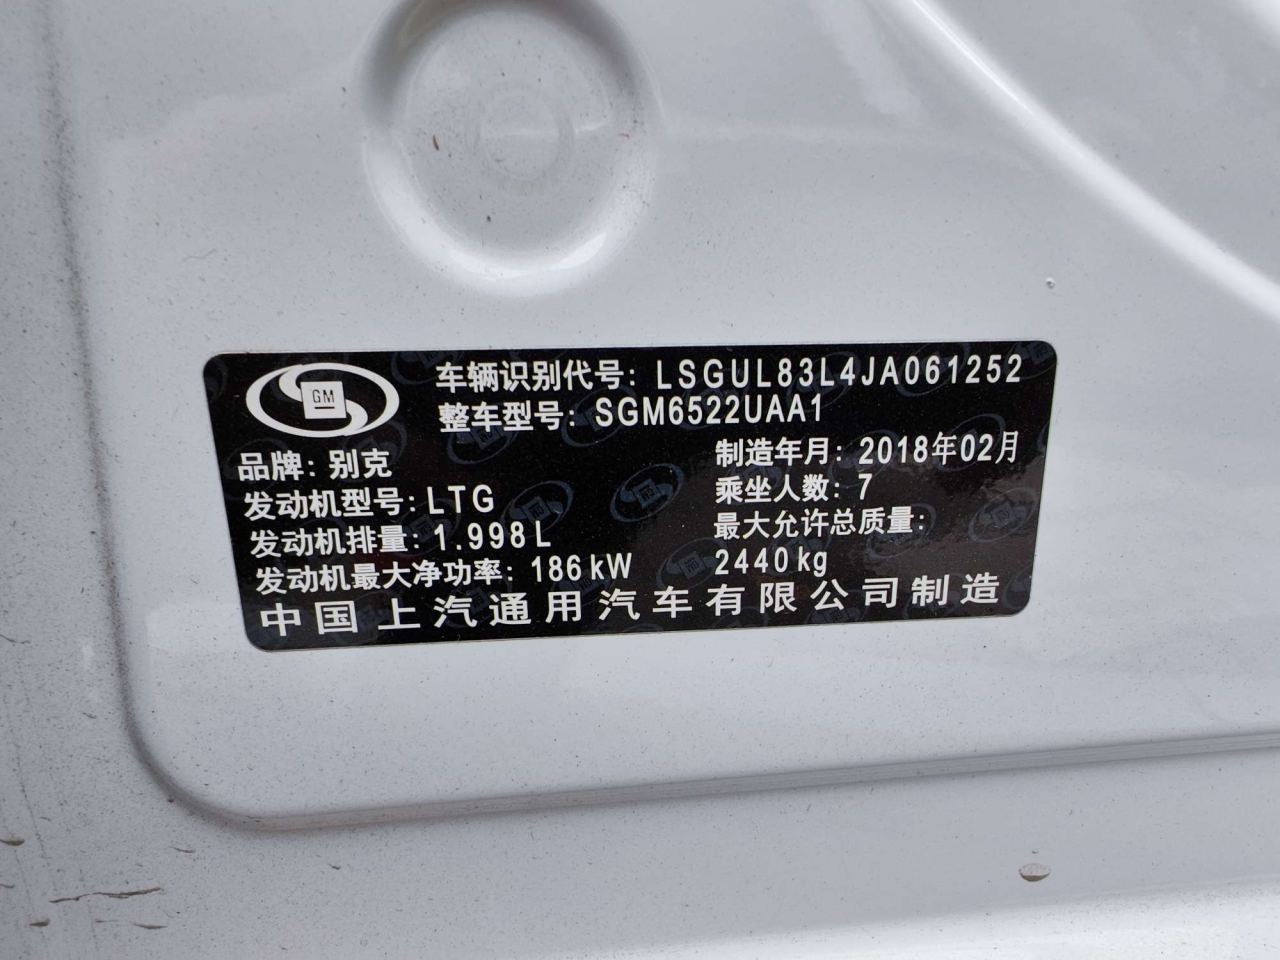 GM
车辆识别代号: LSGUL83L4JA061252
整车型号: SGM6522UAA1
品牌: 别克
制造年月: 2018年02月
发动机型号: LTG
乘坐人数: 7
发动机排量: 1.998L
最大允许总质量:
2440kg
发动机最大净功率: 186kW
中国上汽通用汽车有限公司制造